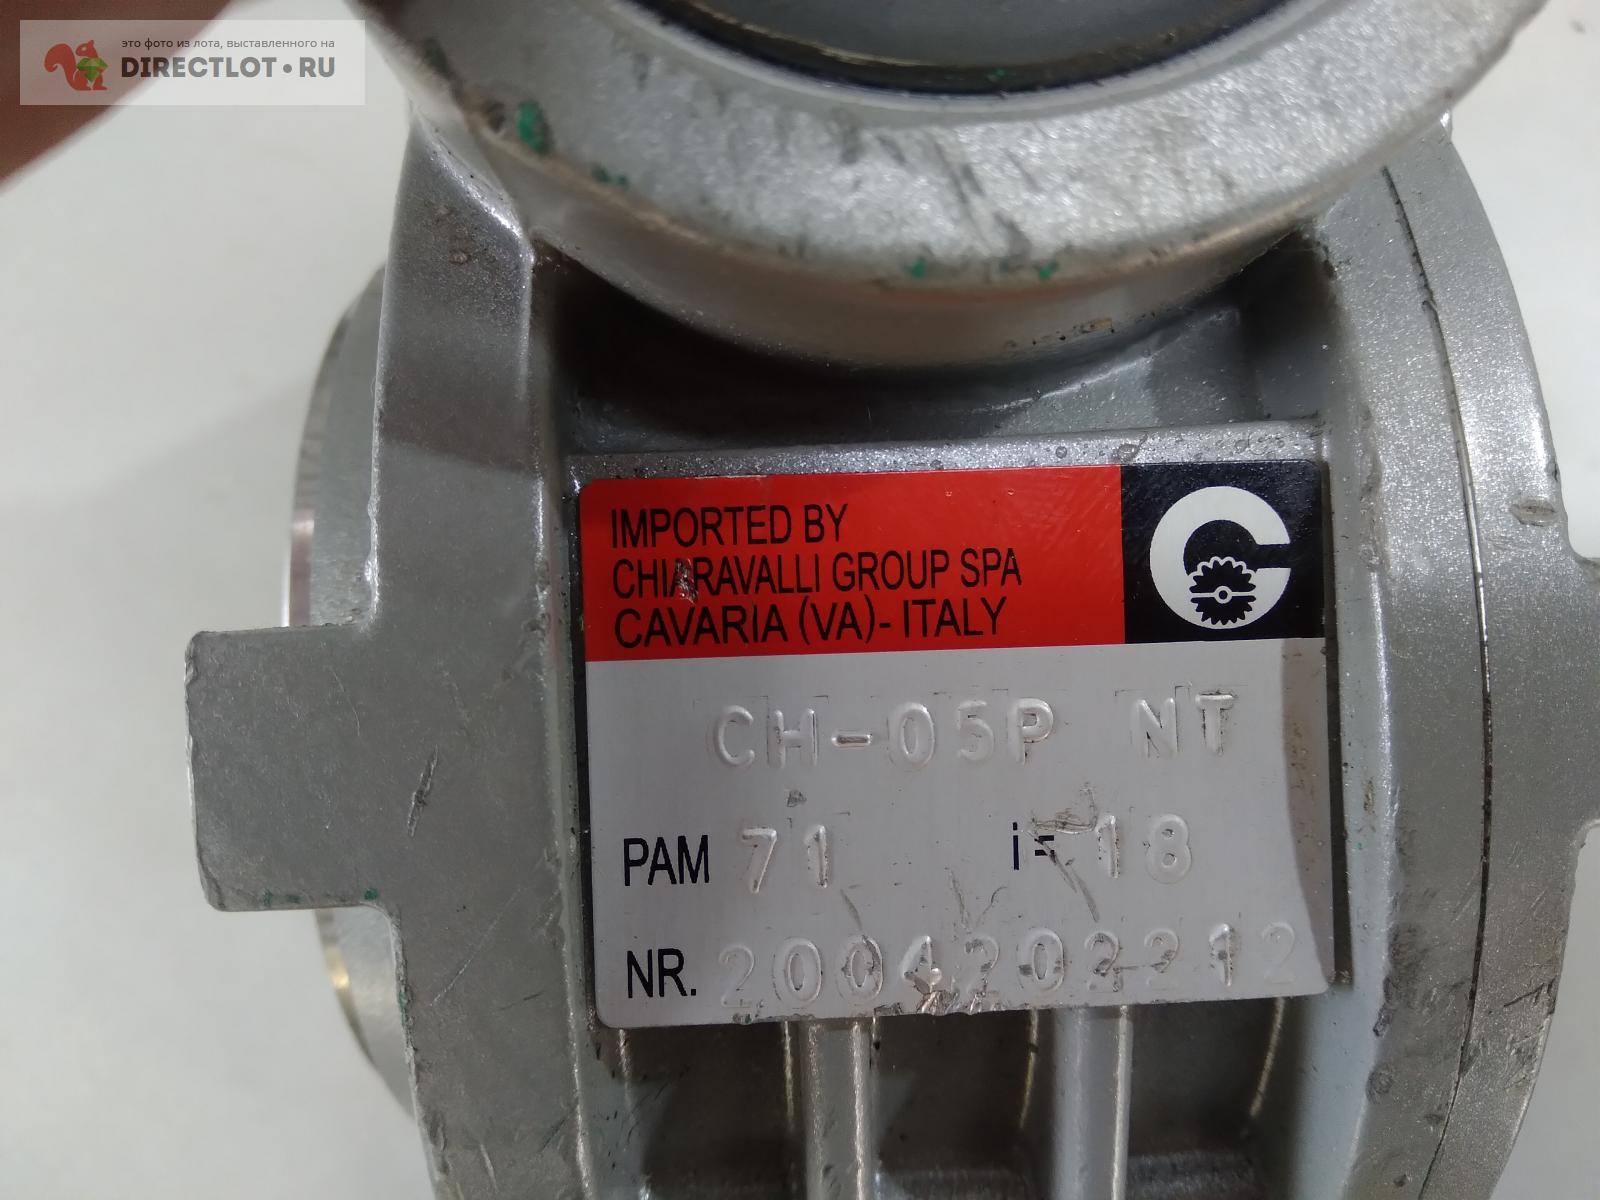 это фото из лота, выставленного на
DIRECTLOT.RU
IMPORTED BY
CHIARAVALLI GROUP SPA
CAVARIA (VA)- ITALY
CH-05P NT
PAM 71 i= 18
NR. 2004202212